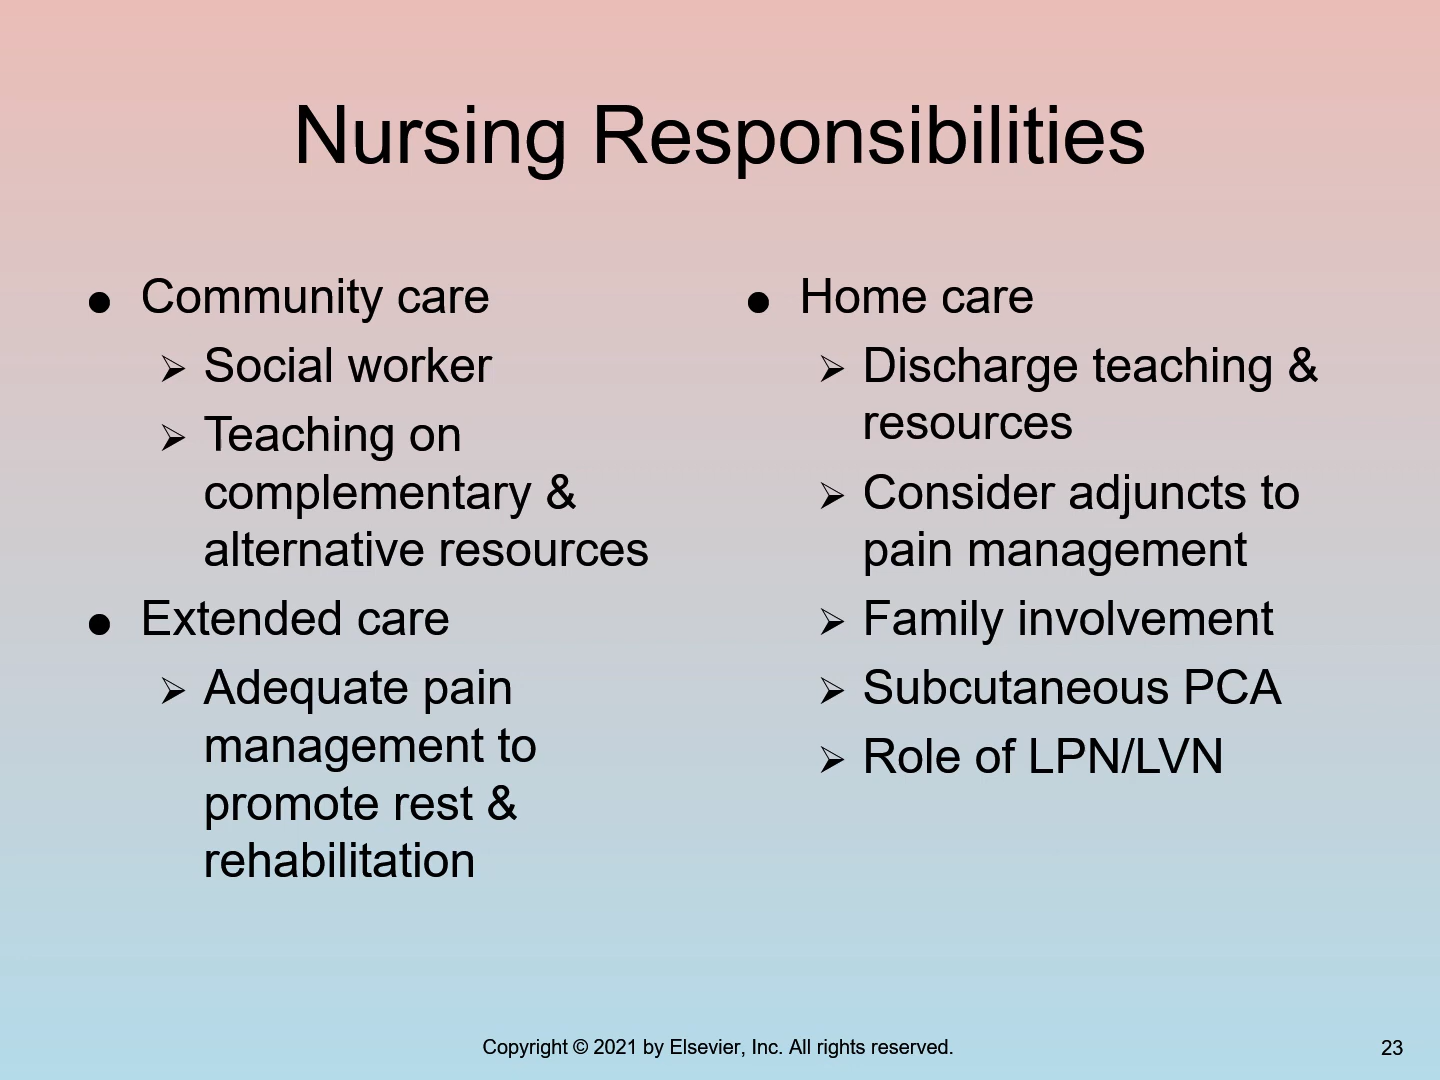 Nursing Responsibilities
● Community care
➢ Social worker
➢ Teaching on
complementary &
alternative resources
● Extended care
➢ Adequate pain
management to
promote rest &
rehabilitation
● Home care
➢ Discharge teaching &
resources
➢ Consider adjuncts to
pain management
➢ Family involvement
➢ Subcutaneous PCA
➢ Role of LPN/LVN
Copyright © 2021 by Elsevier, Inc. All rights reserved.
23